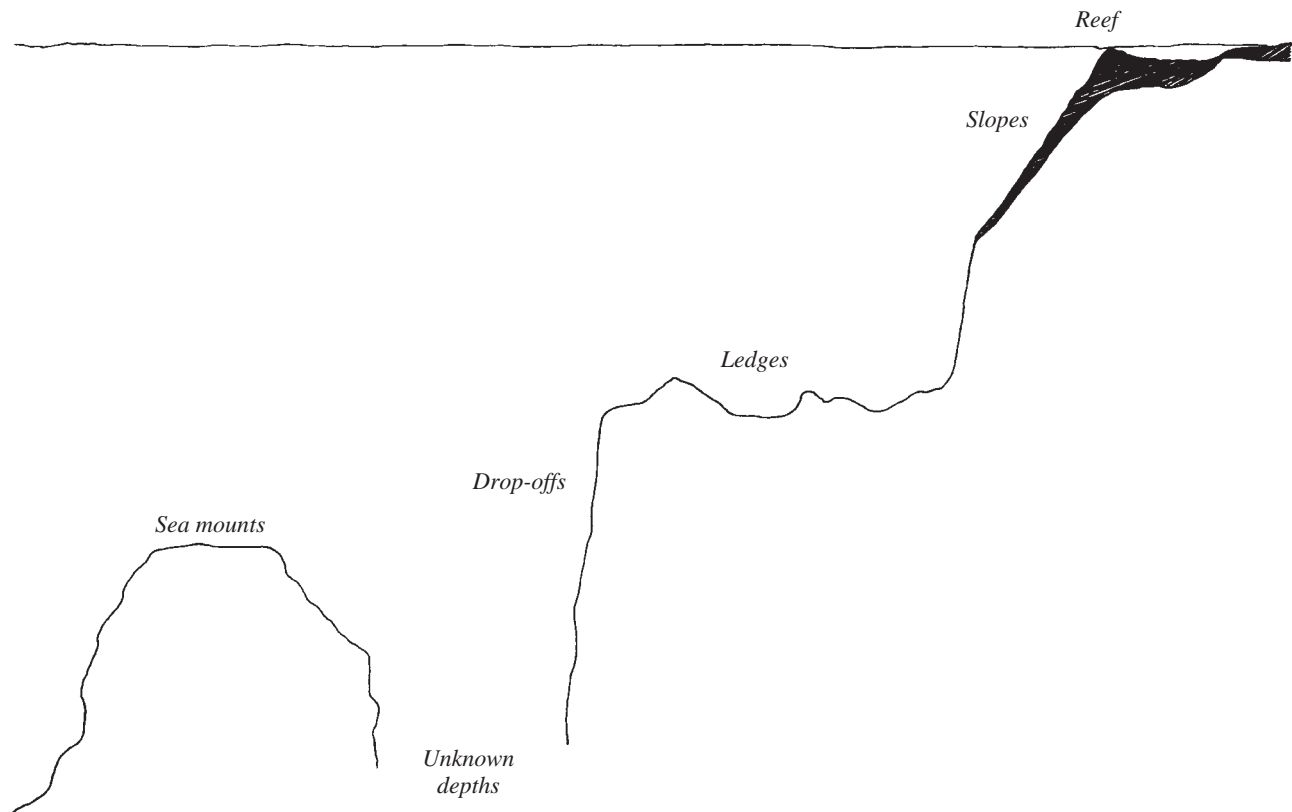 Reef
Slopes
Ledges
Drop-offs
Sea mounts
Unknown
depths